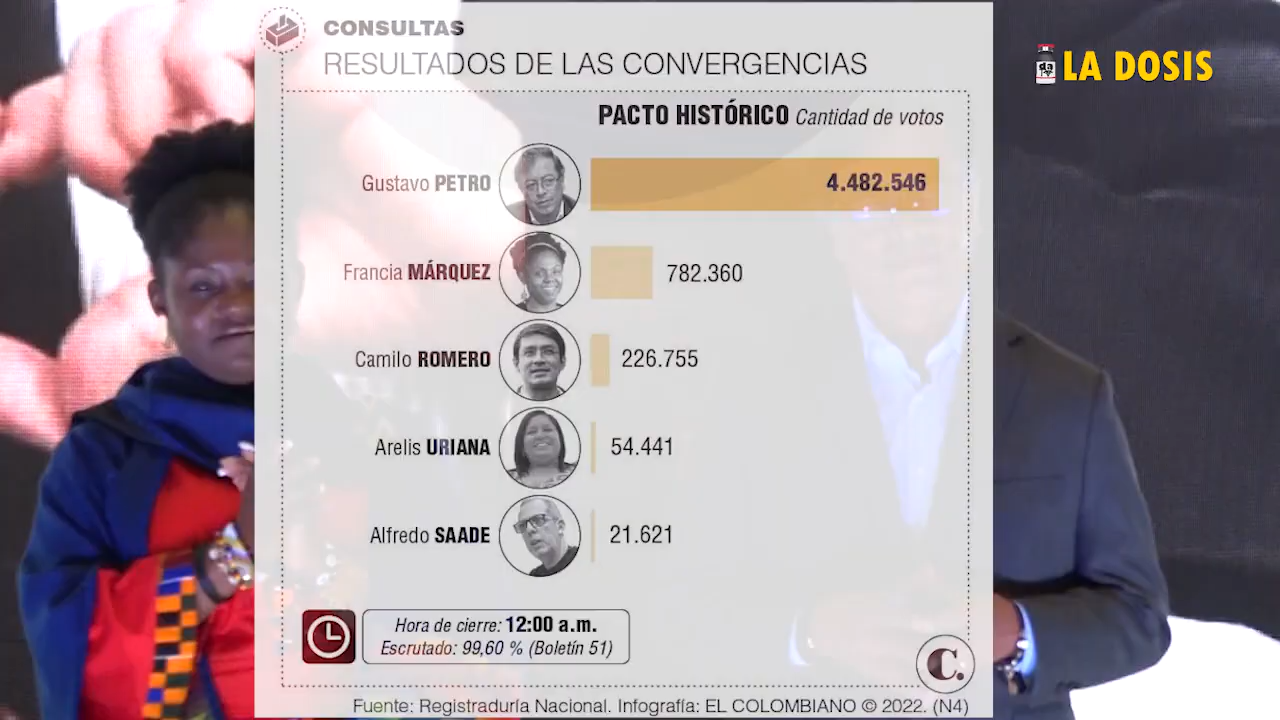 CONSULTAS
RESULTADOS DE LAS CONVERGENCIAS
LA DOSIS
PACTO HISTÓRICO Cantidad de votos
Gustavo PETRO 4.482.546
Francia MÁRQUEZ 782.360
Camilo ROMERO 226.755
Arelis URIANA 54.441
Alfredo SAADE 21.621
Hora de cierre: 12:00 a.m.
Escrutado: 99,60 % (Boletín 51)
C.
Fuente: Registraduría Nacional. Infografía: EL COLOMBIANO © 2022. (N4)